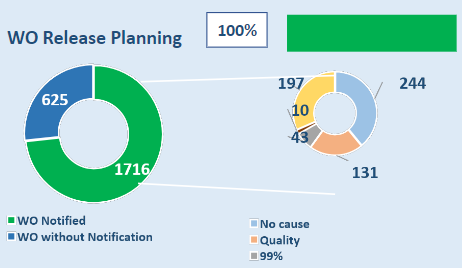 WO Release Planning
100%
625
1716
197
244
10
43
131
WO Notified
WO without Notification
No cause
Quality
99%